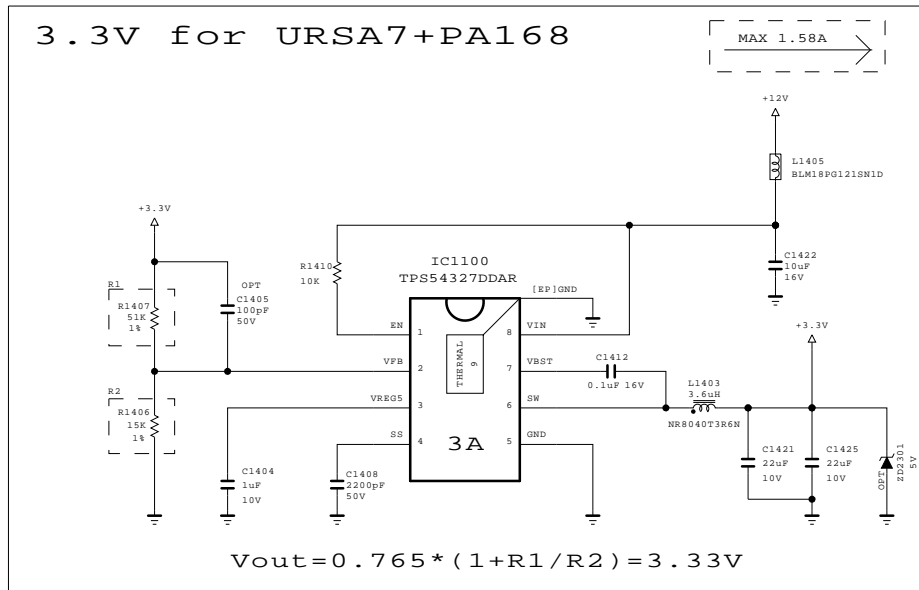 3.3V for URSA7+PA168
MAX 1.58A
+12V
L1405
BLM18PG121SN1D
+3.3V
R1410
10K
IC1100
TPS54327DDAR
[EP]GND
C1422
10uF
16V
R1
R1407
51K
1%
OPT
C1405
100pF
50V
EN
1
THERMAL
9
8
VIN
+3.3V
VFB
2
7
VBST
C1412
0.1uF 16V
R2
R1406
15K
1%
VREG5
3
6
SW
L1403
3.6uH
NR8040T3R6N
SS
4
3A
5
GND
C1404
1uF
10V
C1408
2200pF
50V
C1421
22uF
10V
C1425
22uF
10V
OPT
ZD2301
5V
Vout=0.765*(1+R1/R2)=3.33V